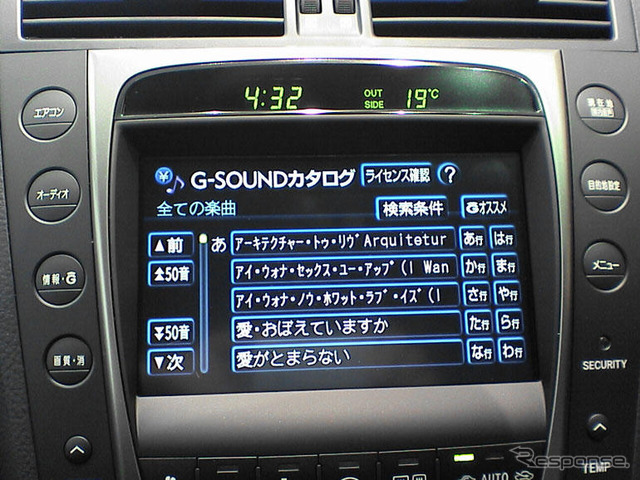 4:32 OUT SIDE 19℃
エアコン
オーディオ
情報・G
画質・消
現在地
目的地設定
メニュー
SECURITY
TEMP
AUTO
¥ G-SOUNDカタログ ライセンス確認 ?
全ての楽曲 検索条件 Gオススメ
▲前 あ アーキテクチャー・トゥ・リヴ Arquitetur あ行 は行
50音 アイ・ウォナ・セックス・ユー・アップ (I Wan か行 ま行
アイ・ウォナ・ノウ・ホワット・ラブ・イズ (I さ行 や行
50音 愛・おぼえていますか た行 ら行
▼次 愛がとまらない な行 わ行
Response.